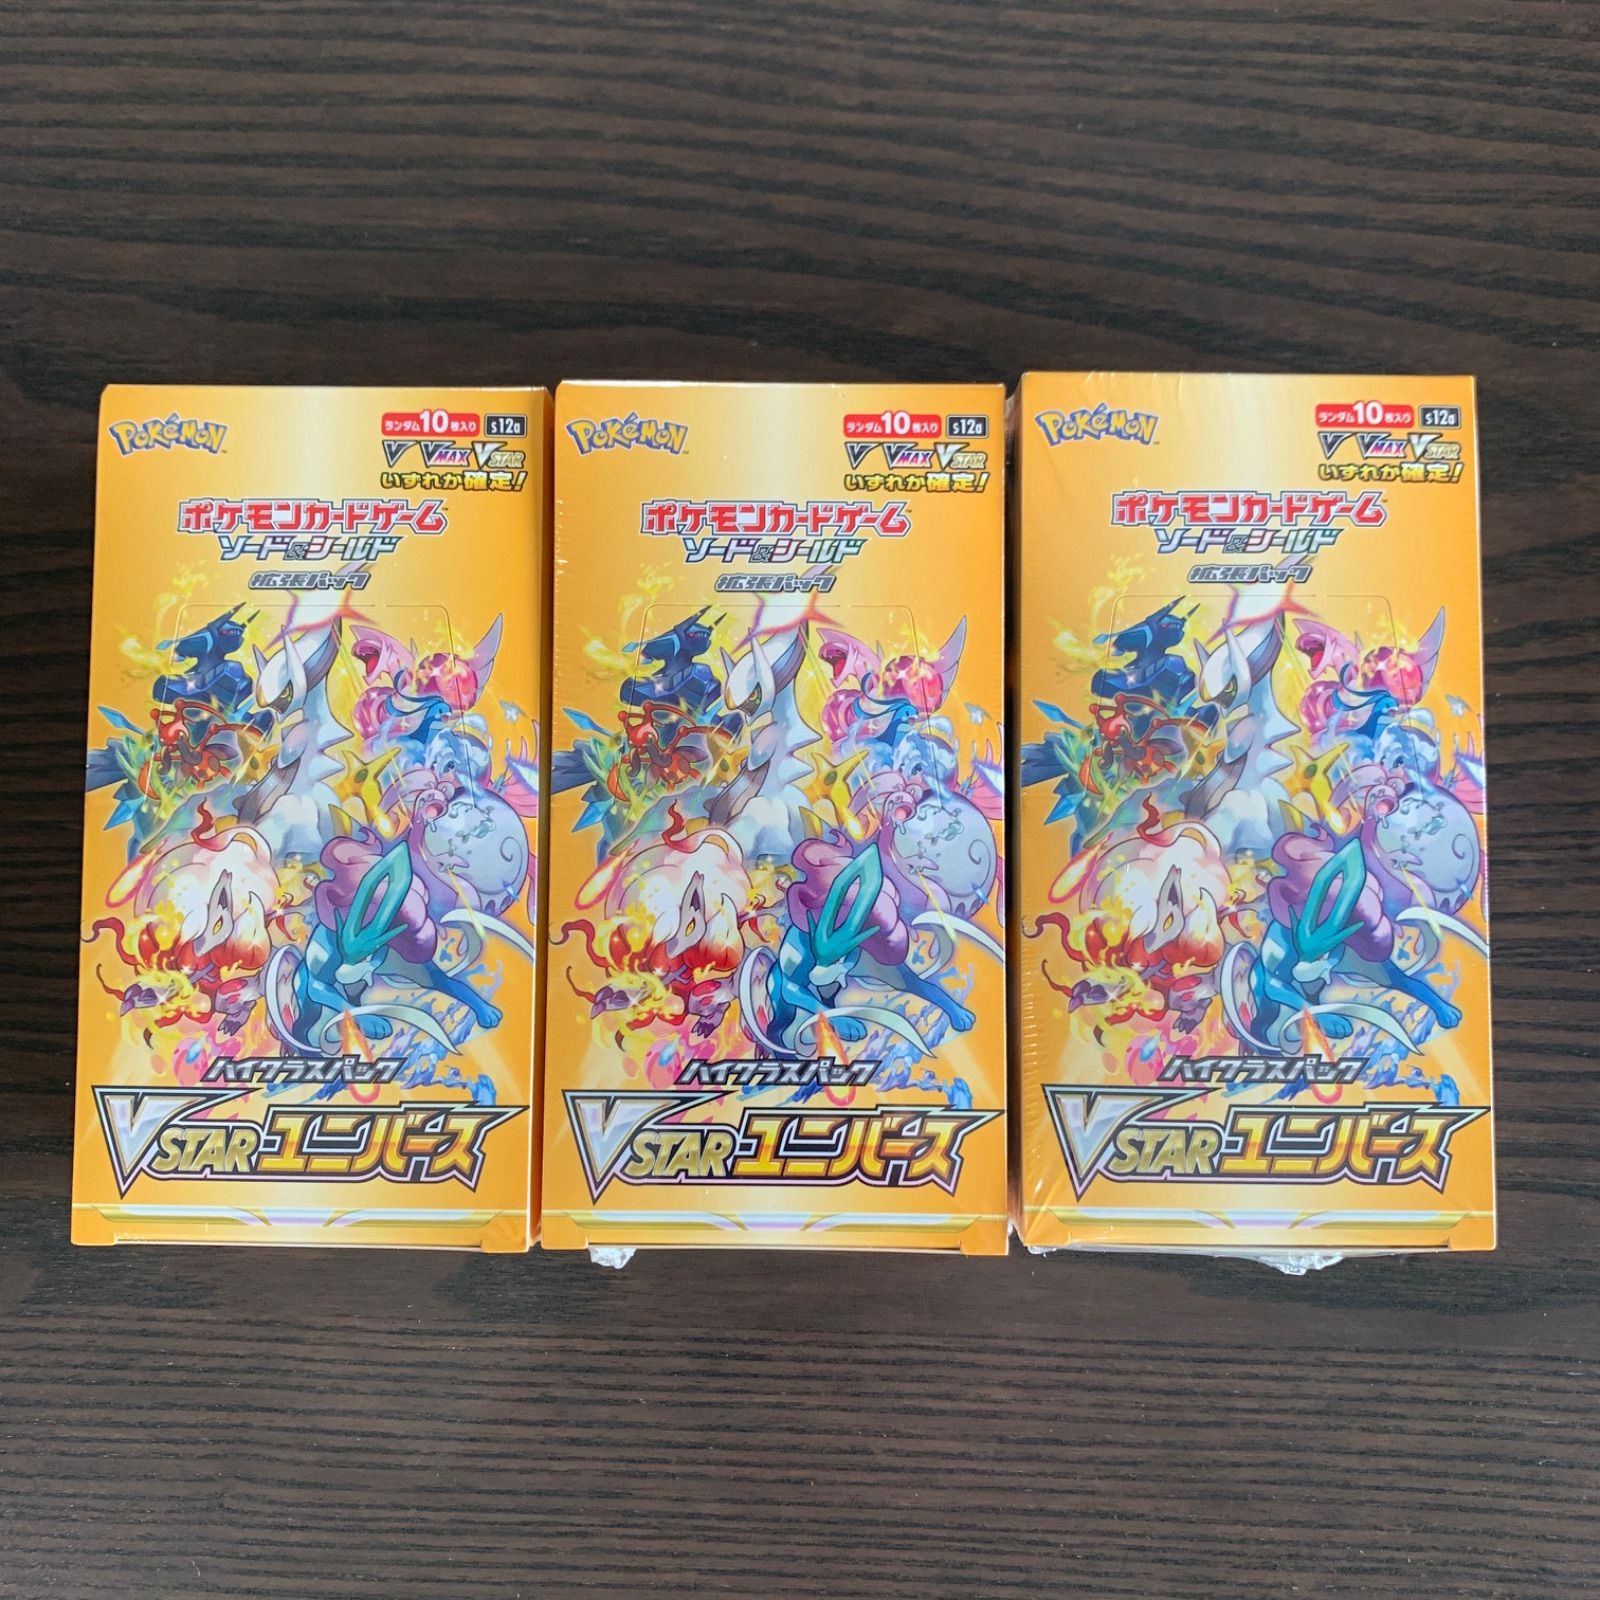 Pokémon
ランダム10枚入り s12a
V VMAX VSTAR
いずれか確定!
ポケモンカードゲーム
ソード&シールド
拡張パック
ハイクラスパック
VSTARユニバース
Pokémon
ランダム10枚入り s12a
V VMAX VSTAR
いずれか確定!
ポケモンカードゲーム
ソード&シールド
拡張パック
ハイクラスパック
VSTARユニバース
Pokémon
ランダム10枚入り s12a
V VMAX VSTAR
いずれか確定!
ポケモンカードゲーム
ソード&シールド
拡張パック
ハイクラスパック
VSTARユニバース